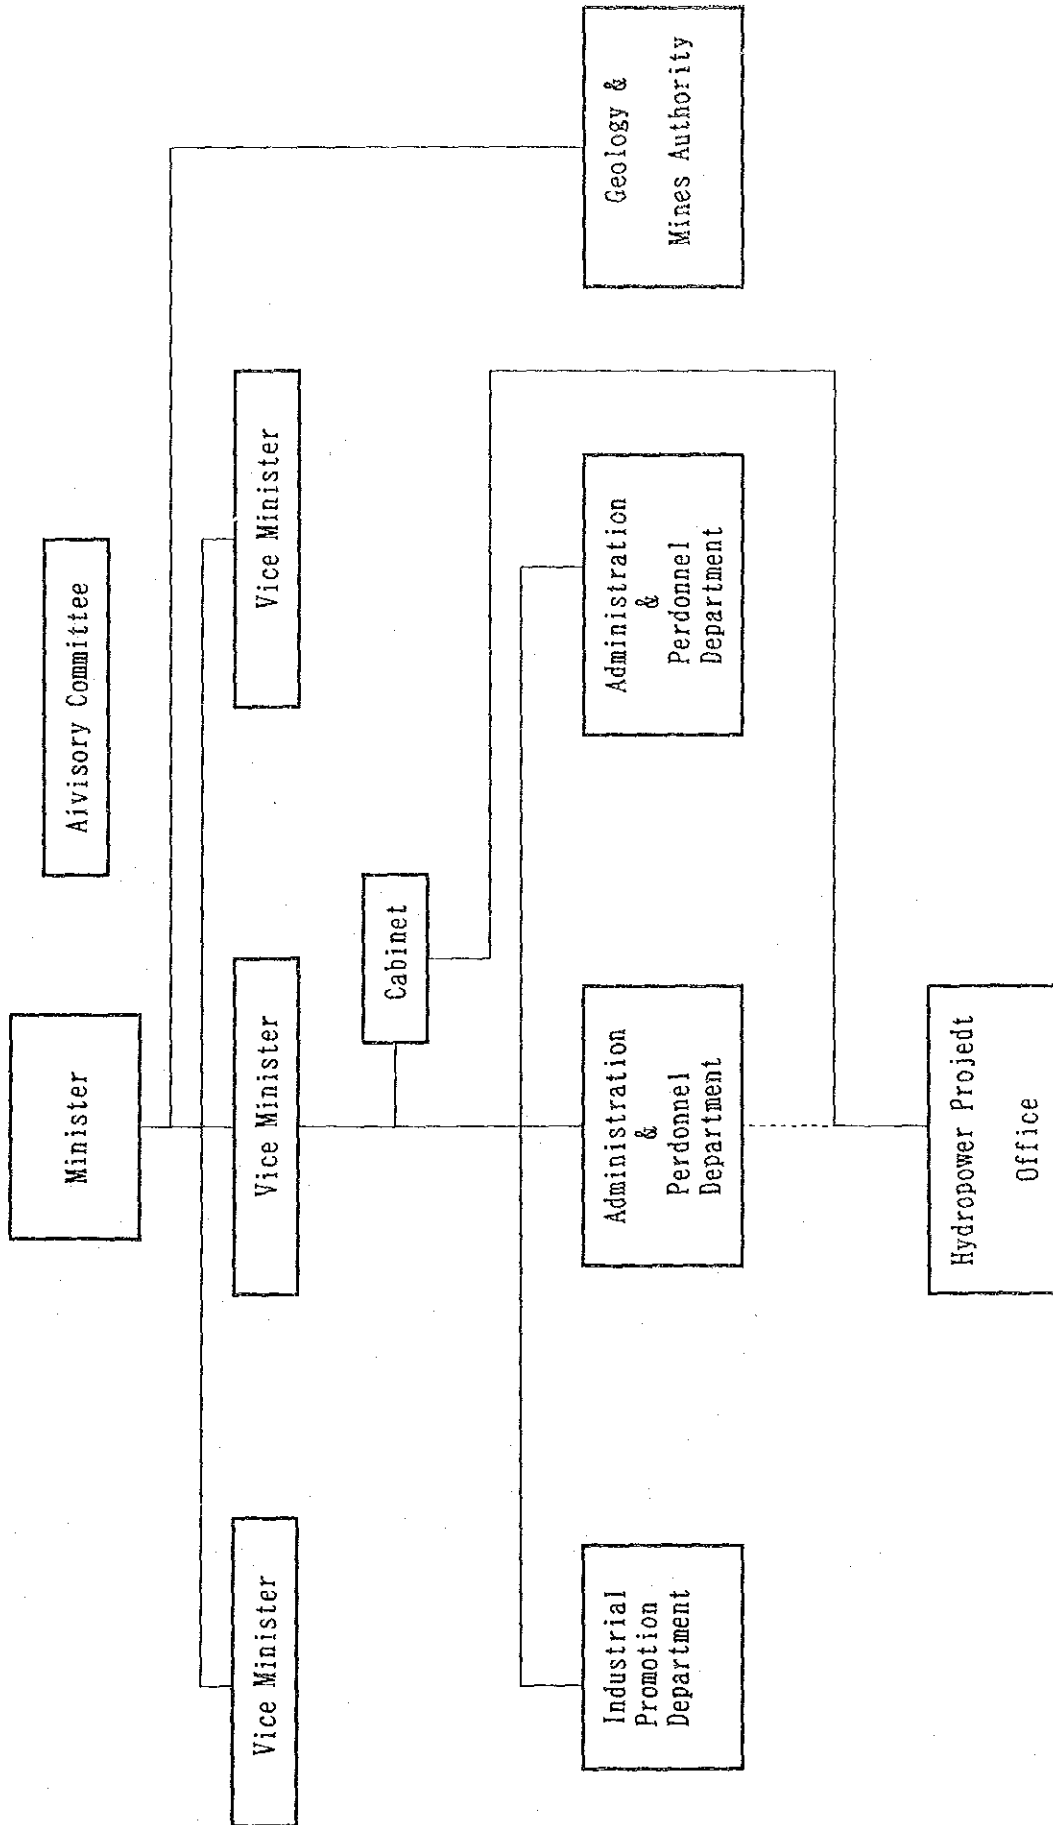 Minister
Aivisory Committee
Vice Minister
Vice Minister
Vice Minister
Cabinet
Industrial
Promotion
Department
Administration
&
Perdonnel
Department
Administration
&
Perdonnel
Department
Geology &
Mines Authority
Hydropower Projedt
Office